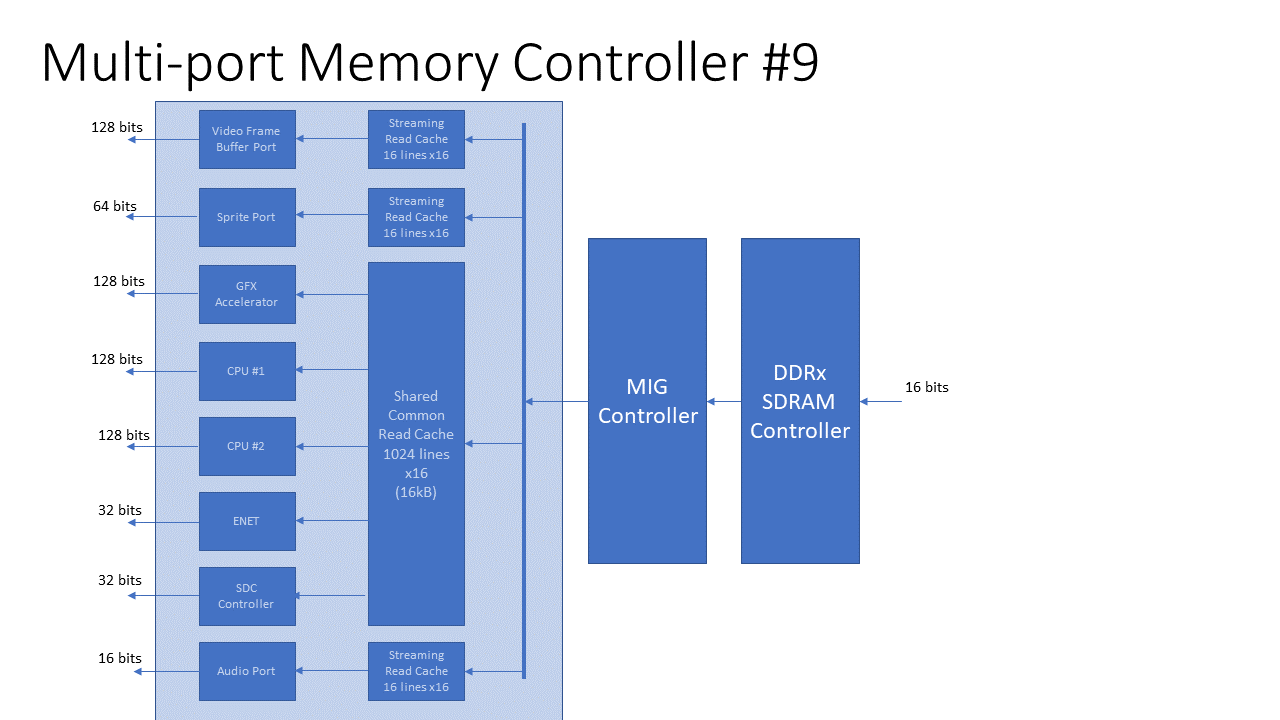 Multi-port Memory Controller #9
128 bits
Video Frame
Buffer Port
Streaming
Read Cache
16 lines x16
64 bits
Sprite Port
Streaming
Read Cache
16 lines x16
128 bits
GFX
Accelerator
128 bits
CPU #1
128 bits
CPU #2
32 bits
ENET
32 bits
SDC
Controller
Shared
Common
Read Cache
1024 lines
x16
(16kB)
16 bits
Audio Port
Streaming
Read Cache
16 lines x16
MIG
Controller
DDRx
SDRAM
Controller
16 bits